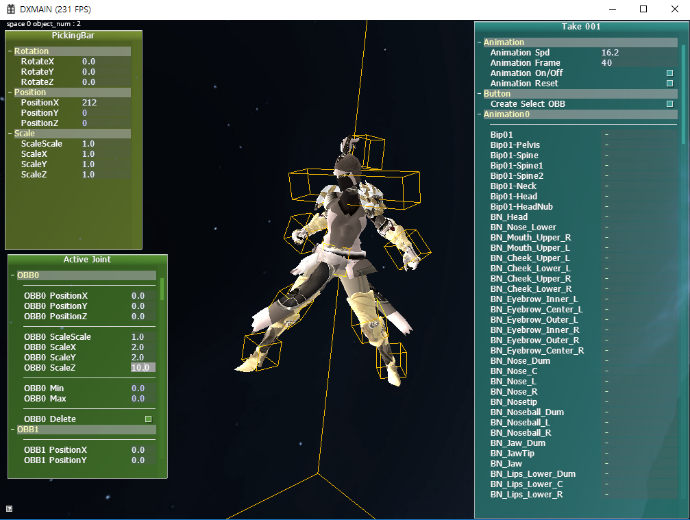 DXMAIN (231 FPS)
space 0 object_num : 2
PickingBar
Rotation
RotateX 0.0
RotateY 0.0
RotateZ 0.0
Position
PositionX 212
PositionY 0
PositionZ 0
Scale
ScaleScale 1.0
ScaleX 1.0
ScaleY 1.0
ScaleZ 1.0
Active Joint
OBB0
OBB0 PositionX 0.0
OBB0 PositionY 0.0
OBB0 PositionZ 0.0
OBB0 ScaleScale 1.0
OBB0 ScaleX 2.0
OBB0 ScaleY 2.0
OBB0 ScaleZ 10.0
OBB0 Min 0.0
OBB0 Max 0.0
OBB0 Delete
OBB1
OBB1 PositionX 0.0
OBB1 PositionY 0.0
Take 001
Animation
Animation Spd 16.2
Animation Frame 40
Animation On/Off
Animation Reset
Button
Create Select OBB
Animation0
Bip01 -
Bip01-Pelvis -
Bip01-Spine -
Bip01-Spine1 -
Bip01-Spine2 -
Bip01-Neck -
Bip01-Head -
Bip01-HeadNub -
BN_Head -
BN_Nose_Lower -
BN_Mouth_Upper_R -
BN_Mouth_Upper_L -
BN_Cheek_Upper_L -
BN_Cheek_Lower_L -
BN_Cheek_Upper_R -
BN_Cheek_Lower_R -
BN_Eyebrow_Inner_L -
BN_Eyebrow_Center_L -
BN_Eyebrow_Outer_L -
BN_Eyebrow_Inner_R -
BN_Eyebrow_Outer_R -
BN_Eyebrow_Center_R -
BN_Nose_Dum -
BN_Nose_C -
BN_Nose_L -
BN_Nose_R -
BN_Nosetip -
BN_Noseball_Dum -
BN_Noseball_L -
BN_Noseball_R -
BN_Jaw_Dum -
BN_JawTip -
BN_Jaw -
BN_Lips_Lower_Dum -
BN_Lips_Lower_C -
BN_Lips_Lower_R -